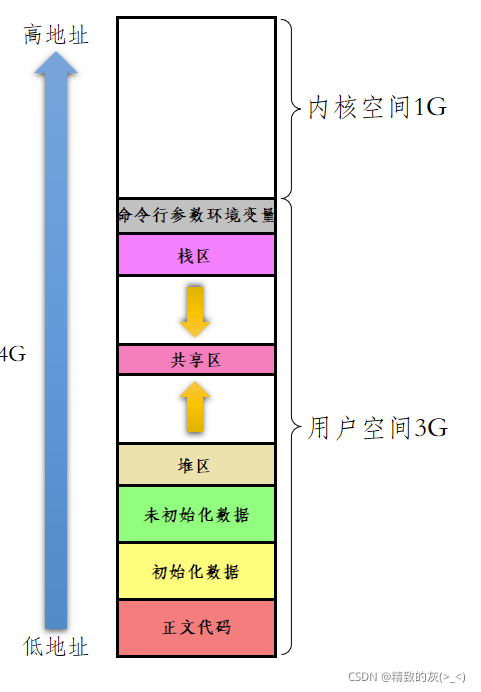 高地址
内核空间1G
命令行参数环境变量
栈区
4G
共享区
用户空间3G
堆区
未初始化数据
初始化数据
正文代码
低地址
CSDN @精致的灰(>_<)